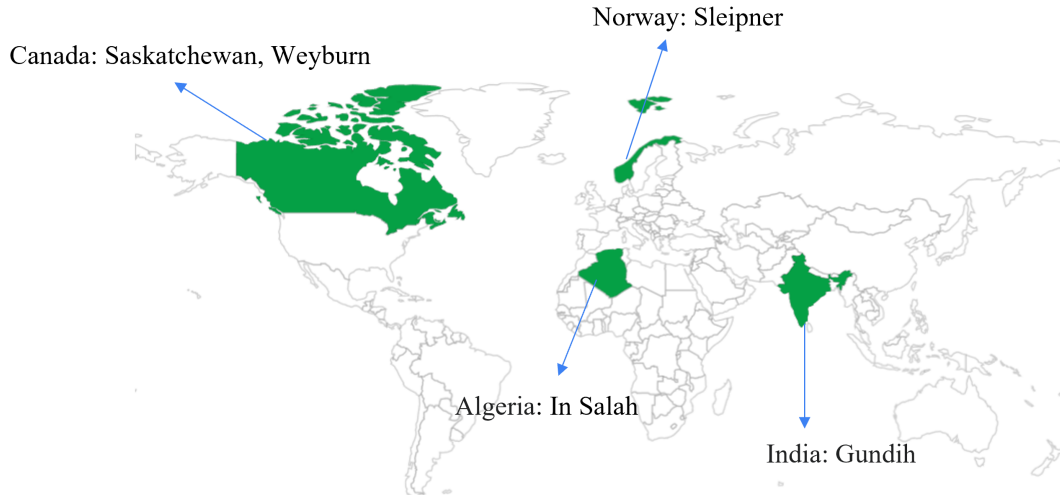 Norway: Sleipner
Canada: Saskatchewan, Weyburn
Algeria: In Salah
India: Gundih